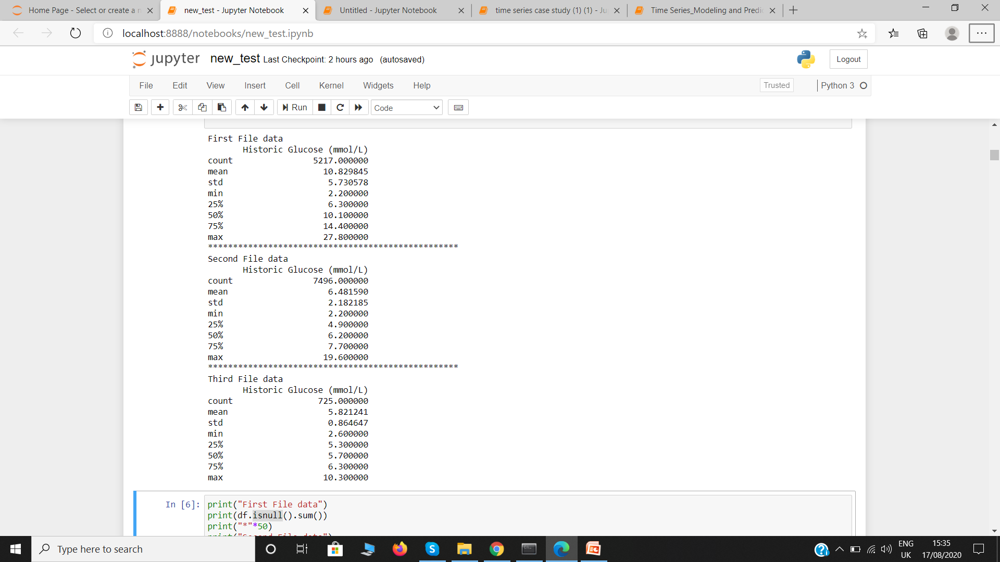 Home Page - Select or create a n
new_test - Jupyter Notebook
Untitled - Jupyter Notebook
time series case study (1) (1) - Ju
Time Series_Modeling and Predic
localhost:8888/notebooks/new_test.ipynb
jupyter new_test Last Checkpoint: 2 hours ago (autosaved)
Logout
File Edit View Insert Cell Kernel Widgets Help
Trusted
Python 3
Run
Code
First File data
Historic Glucose (mmol/L)
count 5217.000000
mean 10.829845
std 5.730578
min 2.200000
25% 6.300000
50% 10.100000
75% 14.400000
max 27.800000
**************************************************
Second File data
Historic Glucose (mmol/L)
count 7496.000000
mean 6.481590
std 2.182185
min 2.200000
25% 4.900000
50% 6.200000
75% 7.700000
max 19.600000
**************************************************
Third File data
Historic Glucose (mmol/L)
count 725.000000
mean 5.821241
std 0.864647
min 2.600000
25% 5.300000
50% 5.700000
75% 6.300000
max 10.300000
In [6]: print("First File data")
print(df.isnull().sum())
print("*"*50)
print("Second File data")
Type here to search
ENG
UK
15:35
17/08/2020